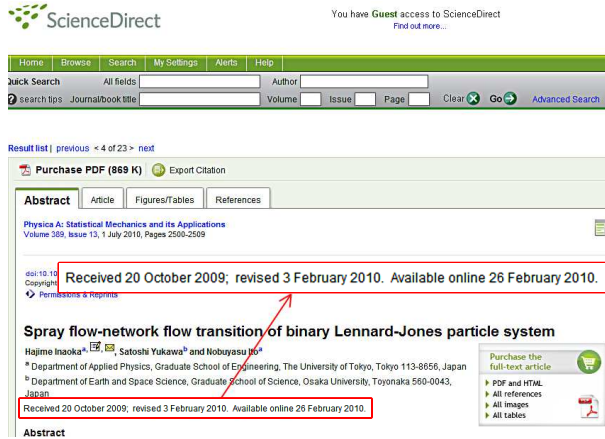 ScienceDirect
You have Guest access to ScienceDirect
Find out more...
Home Browse Search My Settings Alerts Help
Quick Search All fields Author
? search tips Journal/book title Volume Issue Page Clear Go Advanced Search
Result list | previous < 4 of 23 > next
Purchase PDF (869 K) Export Citation
Abstract Article Figures/Tables References
Physica A: Statistical Mechanics and its Applications
Volume 389, Issue 13, 1 July 2010, Pages 2500-2509
doi:10.10
Received 20 October 2009; revised 3 February 2010. Available online 26 February 2010.
Copyright
Permissions & Reprints
Spray flow-network flow transition of binary Lennard-Jones particle system
Hajime Inaoka a, , Satoshi Yukawa b and Nobuyasu Ito a
a Department of Applied Physics, Graduate School of Engineering, The University of Tokyo, Tokyo 113-8656, Japan
b Department of Earth and Space Science, Graduate School of Science, Osaka University, Toyonaka 560-0043,
Japan
Received 20 October 2009; revised 3 February 2010. Available online 26 February 2010.
Purchase the
full-text article
PDF and HTML
All references
All images
All tables
Abstract